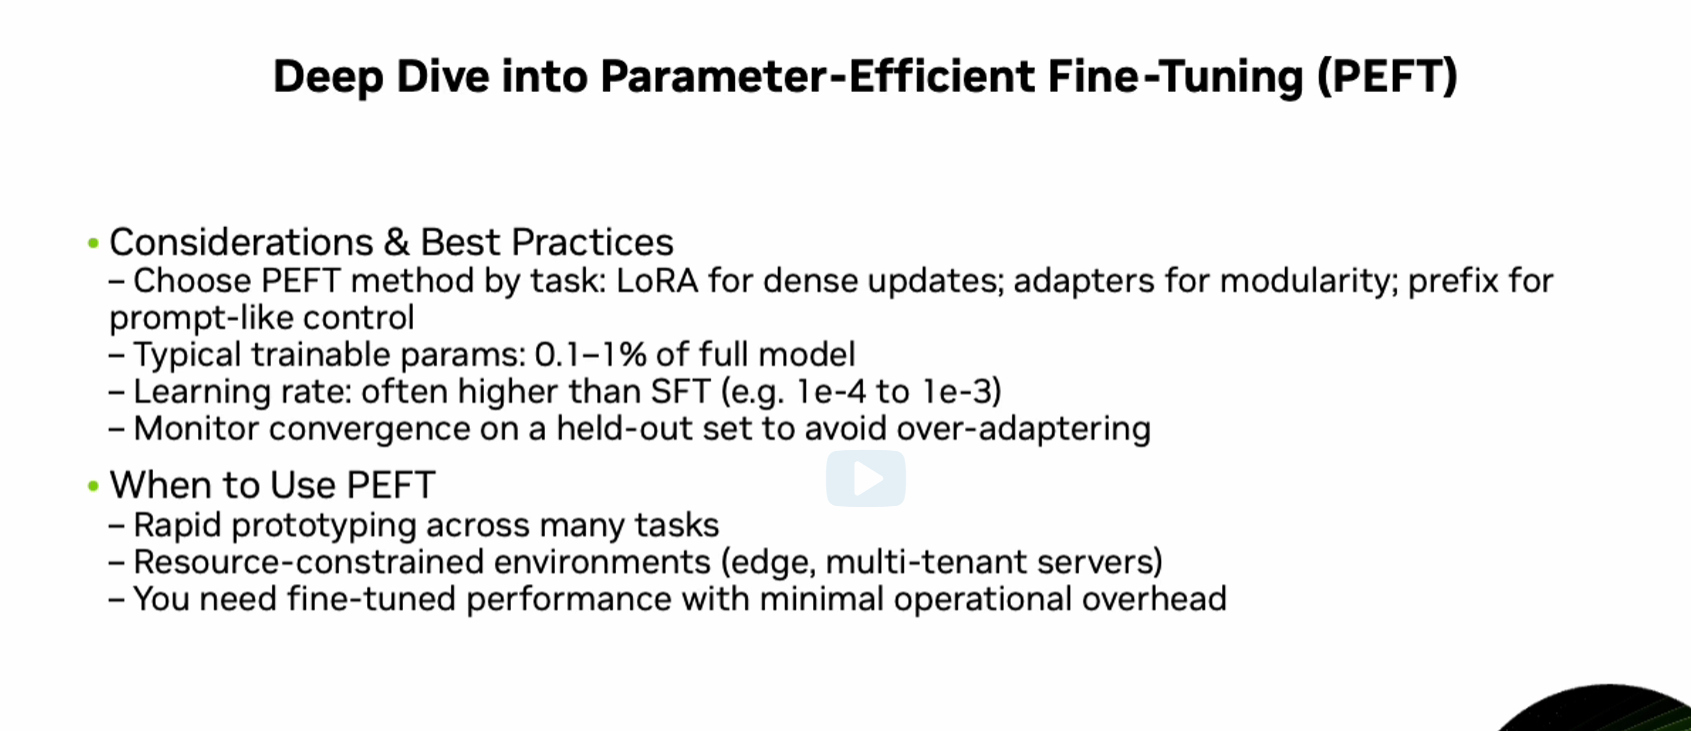 Deep Dive into Parameter-Efficient Fine-Tuning (PEFT)
• Considerations & Best Practices
– Choose PEFT method by task: LoRA for dense updates; adapters for modularity; prefix for
prompt-like control
– Typical trainable params: 0.1–1% of full model
– Learning rate: often higher than SFT (e.g. 1e-4 to 1e-3)
– Monitor convergence on a held-out set to avoid over-adaptering
• When to Use PEFT
– Rapid prototyping across many tasks
– Resource-constrained environments (edge, multi-tenant servers)
– You need fine-tuned performance with minimal operational overhead